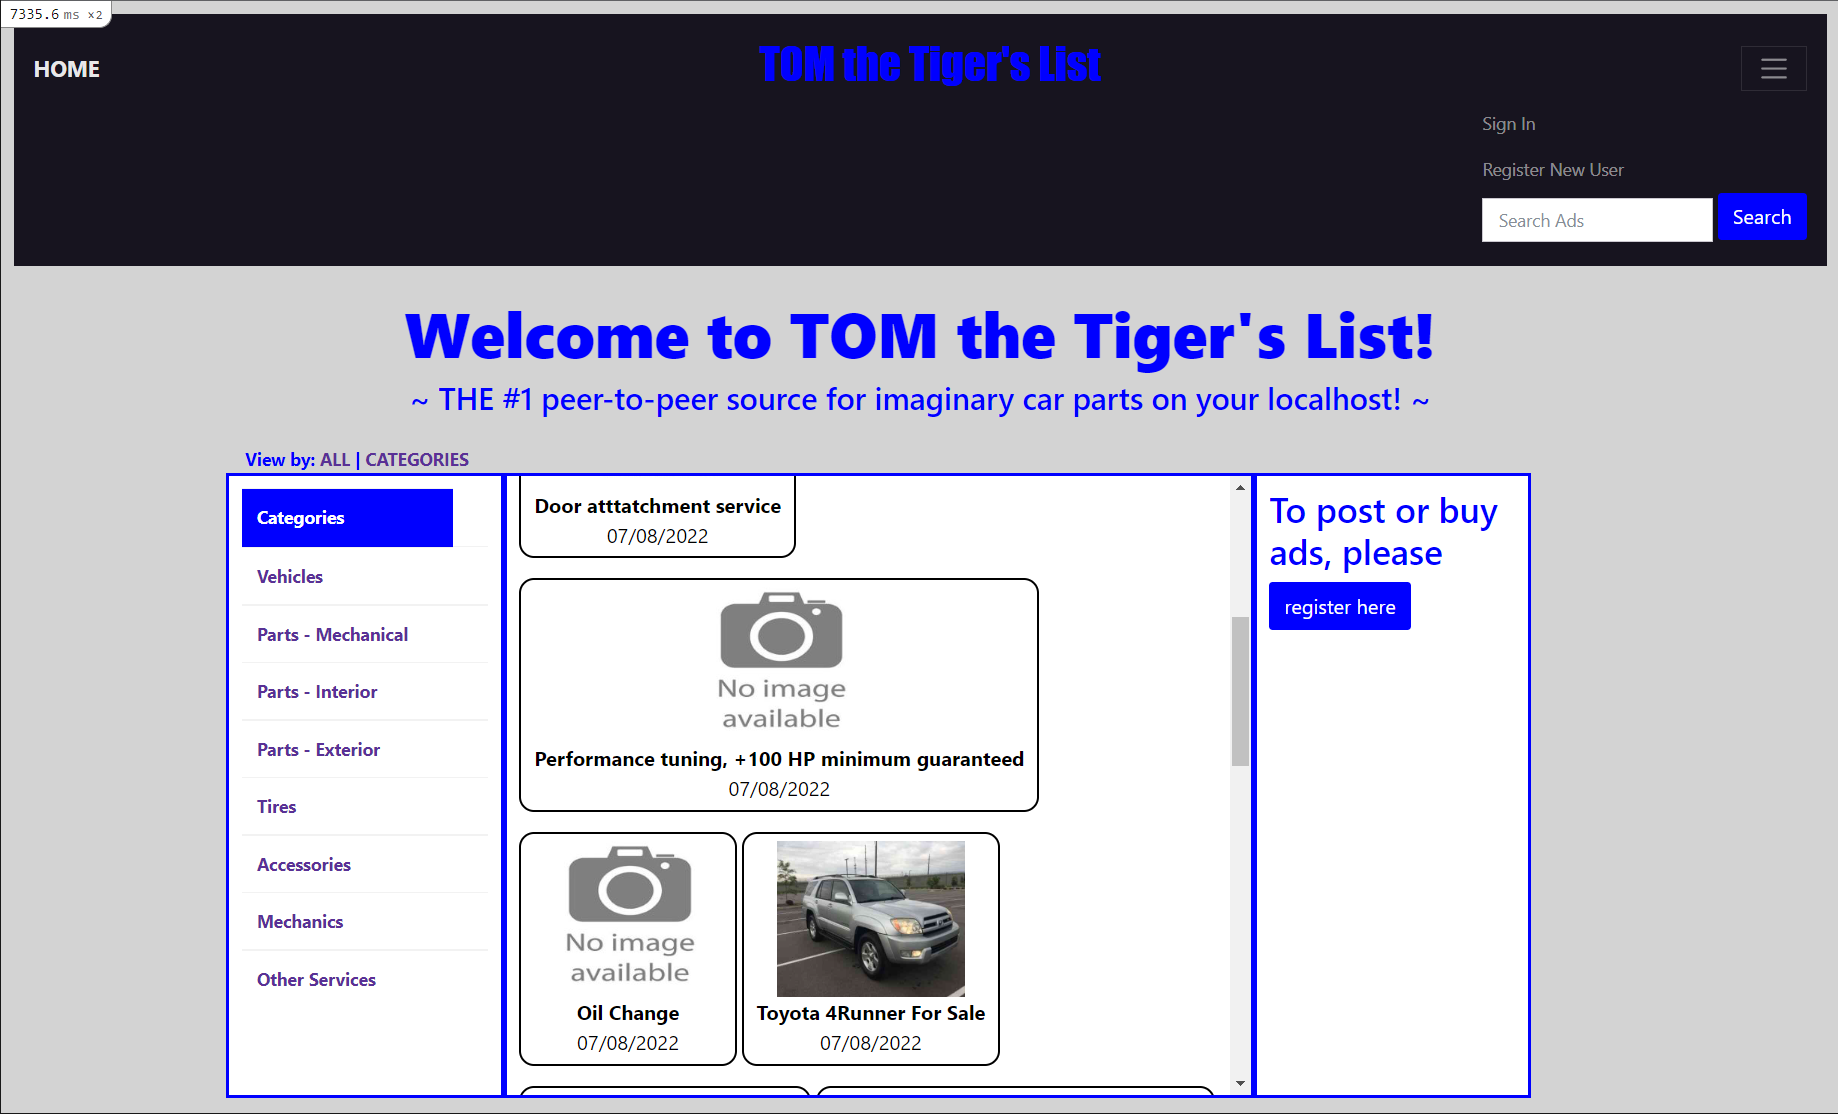 7335.6 ms ×2
HOME
TOM the Tiger's List
Sign In
Register New User
Search Ads
Search
Welcome to TOM the Tiger's List!
~ THE #1 peer-to-peer source for imaginary car parts on your localhost! ~
View by: ALL | CATEGORIES
Categories
Vehicles
Parts - Mechanical
Parts - Interior
Parts - Exterior
Tires
Accessories
Mechanics
Other Services
Door atttatchment service
07/08/2022
No image
available
Performance tuning, +100 HP minimum guaranteed
07/08/2022
No image
available
Oil Change
07/08/2022
Toyota 4Runner For Sale
07/08/2022
To post or buy
ads, please
register here